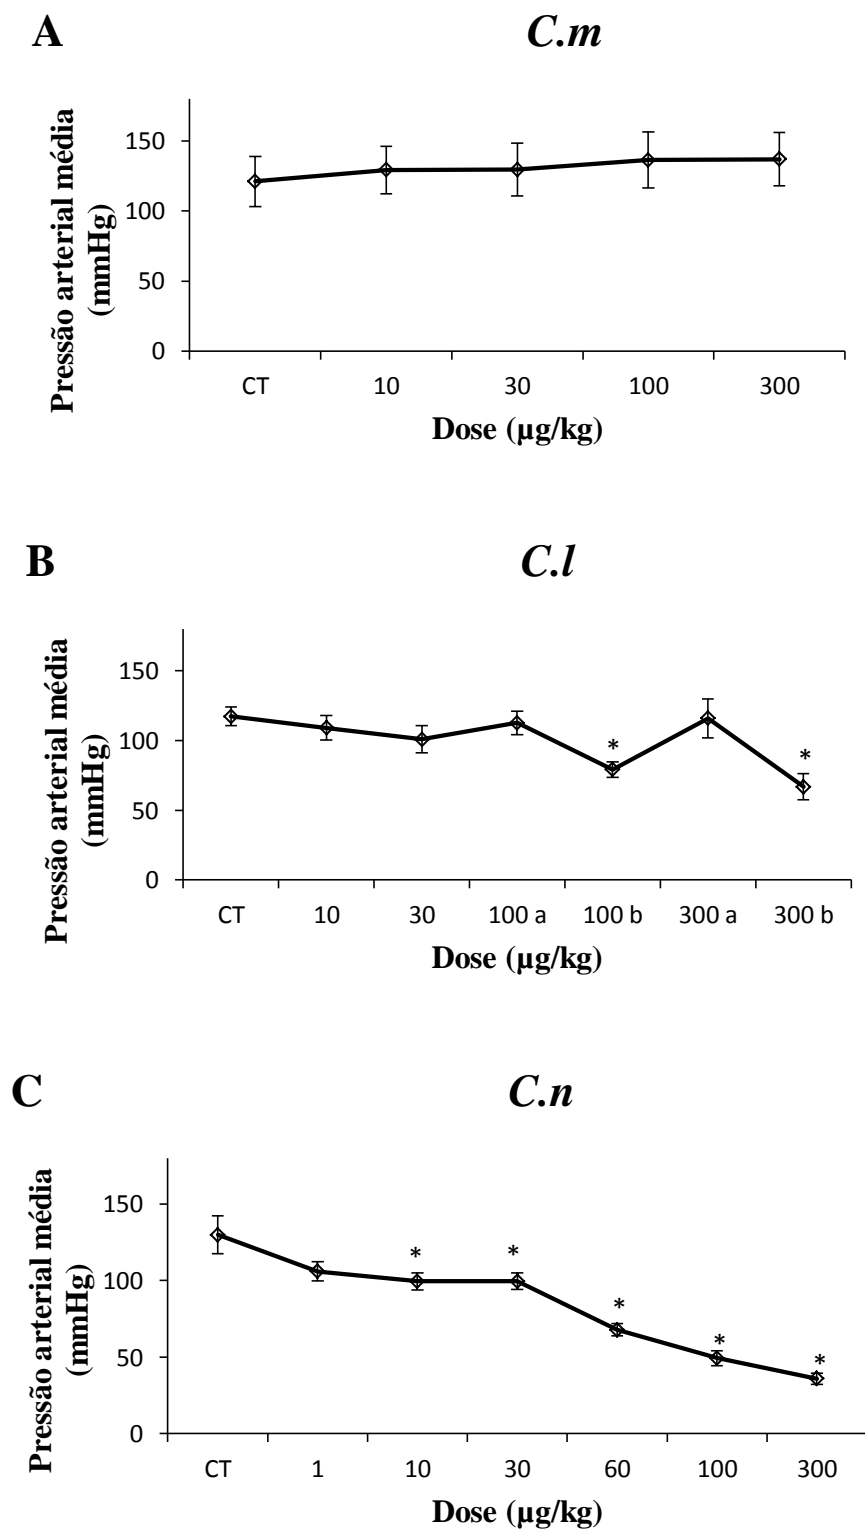 A
C.m
Pressão arterial média
(mmHg)
150
100
50
0
CT 10 30 100 300
Dose (µg/kg)
B
C.l
Pressão arterial média
(mmHg)
150
100
50
0
*
*
CT 10 30 100 a 100 b 300 a 300 b
Dose (µg/kg)
C
C.n
Pressão arterial média
(mmHg)
150
100
50
0
* *
*
*
*
CT 1 10 30 60 100 300
Dose (µg/kg)